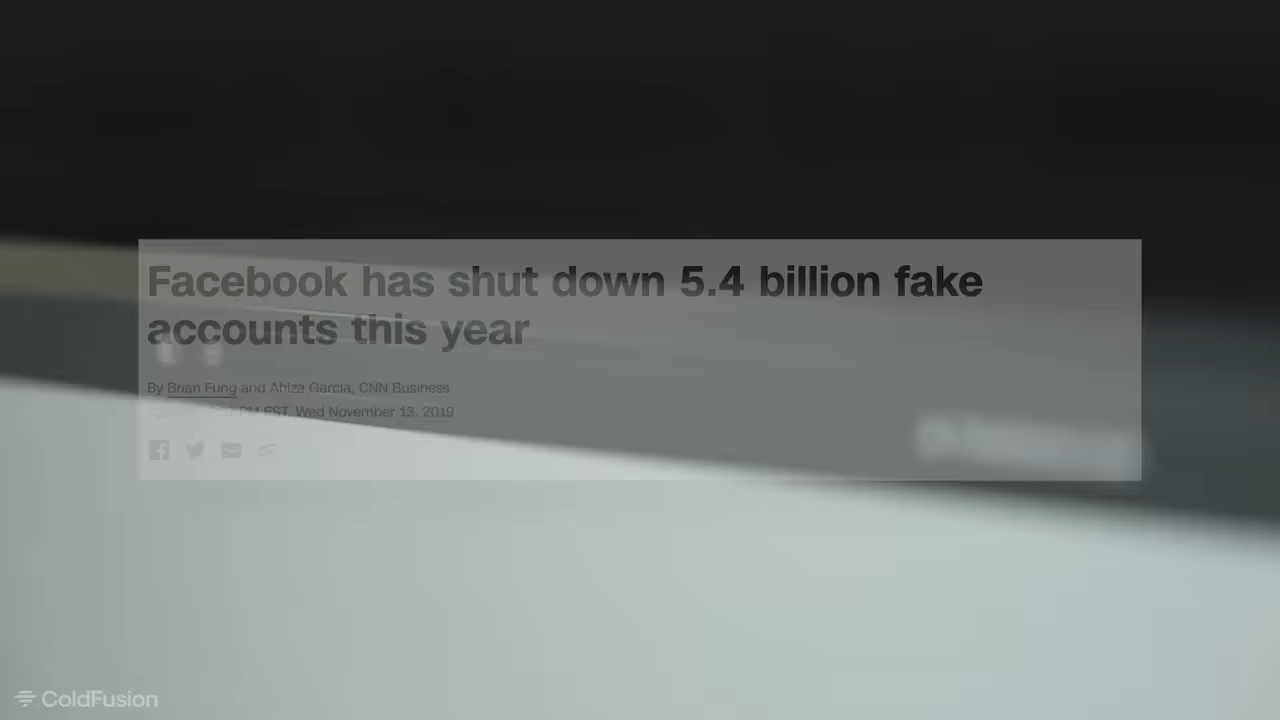 Facebook has shut down 5.4 billion fake
accounts this year
By Brian Fung and Ahiza Garcia, CNN Business
PM EST, Wed November 13, 2019
ColdFusion